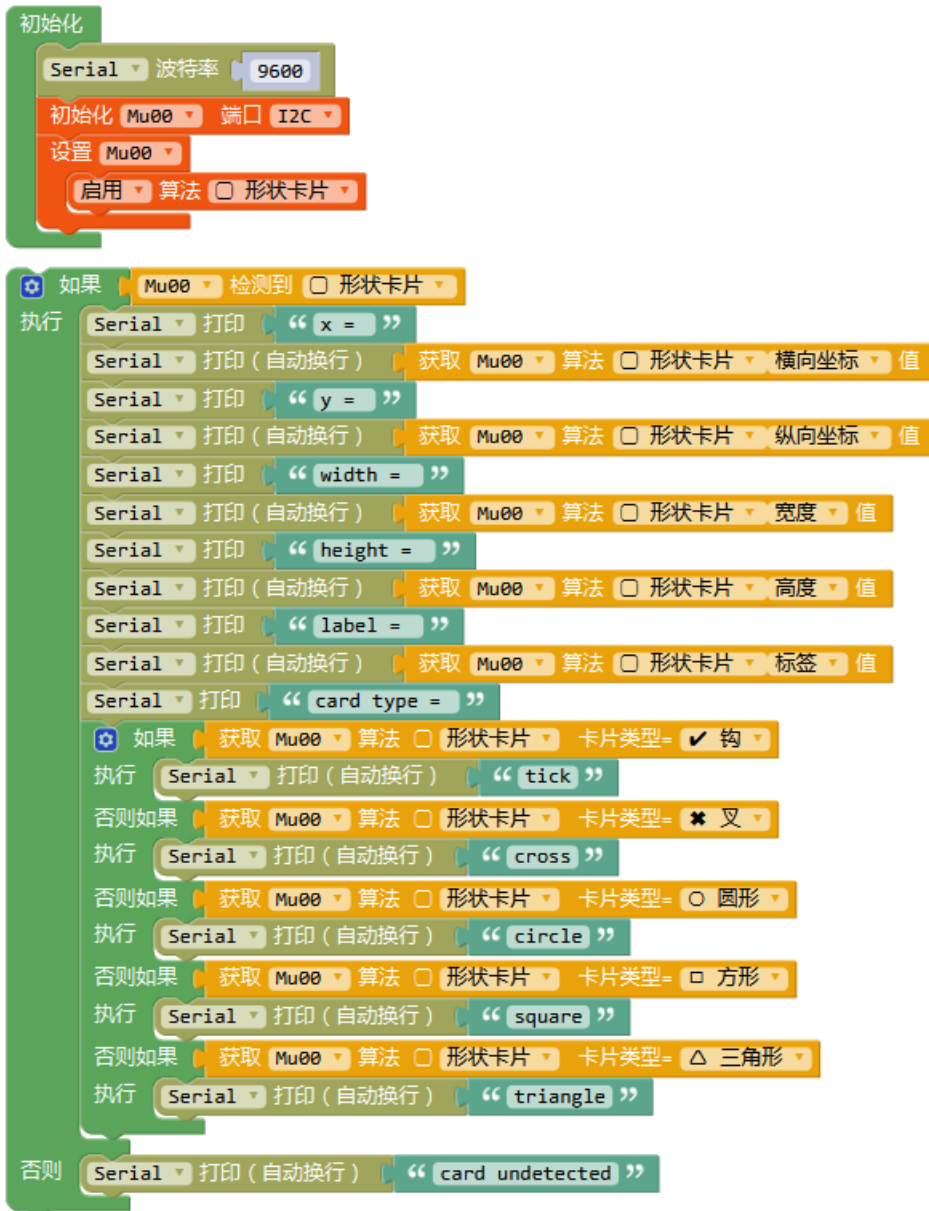 初始化
Serial 波特率 9600
初始化 Mu00 端口 I2C
设置 Mu00
启用 算法 形状卡片
如果 Mu00 检测到 形状卡片
执行 Serial 打印 “ x = ”
Serial 打印（自动换行） 获取 Mu00 算法 形状卡片 横向坐标 值
Serial 打印 “ y = ”
Serial 打印（自动换行） 获取 Mu00 算法 形状卡片 纵向坐标 值
Serial 打印 “ width = ”
Serial 打印（自动换行） 获取 Mu00 算法 形状卡片 宽度 值
Serial 打印 “ height = ”
Serial 打印（自动换行） 获取 Mu00 算法 形状卡片 高度 值
Serial 打印 “ label = ”
Serial 打印（自动换行） 获取 Mu00 算法 形状卡片 标签 值
Serial 打印 “ card type = ”
如果 获取 Mu00 算法 形状卡片 卡片类型= ✔ 钩
执行 Serial 打印（自动换行） “ tick ”
否则如果 获取 Mu00 算法 形状卡片 卡片类型= ✖ 叉
执行 Serial 打印（自动换行） “ cross ”
否则如果 获取 Mu00 算法 形状卡片 卡片类型= ○ 圆形
执行 Serial 打印（自动换行） “ circle ”
否则如果 获取 Mu00 算法 形状卡片 卡片类型= □ 方形
执行 Serial 打印（自动换行） “ square ”
否则如果 获取 Mu00 算法 形状卡片 卡片类型= △ 三角形
执行 Serial 打印（自动换行） “ triangle ”
否则 Serial 打印（自动换行） “ card undetected ”